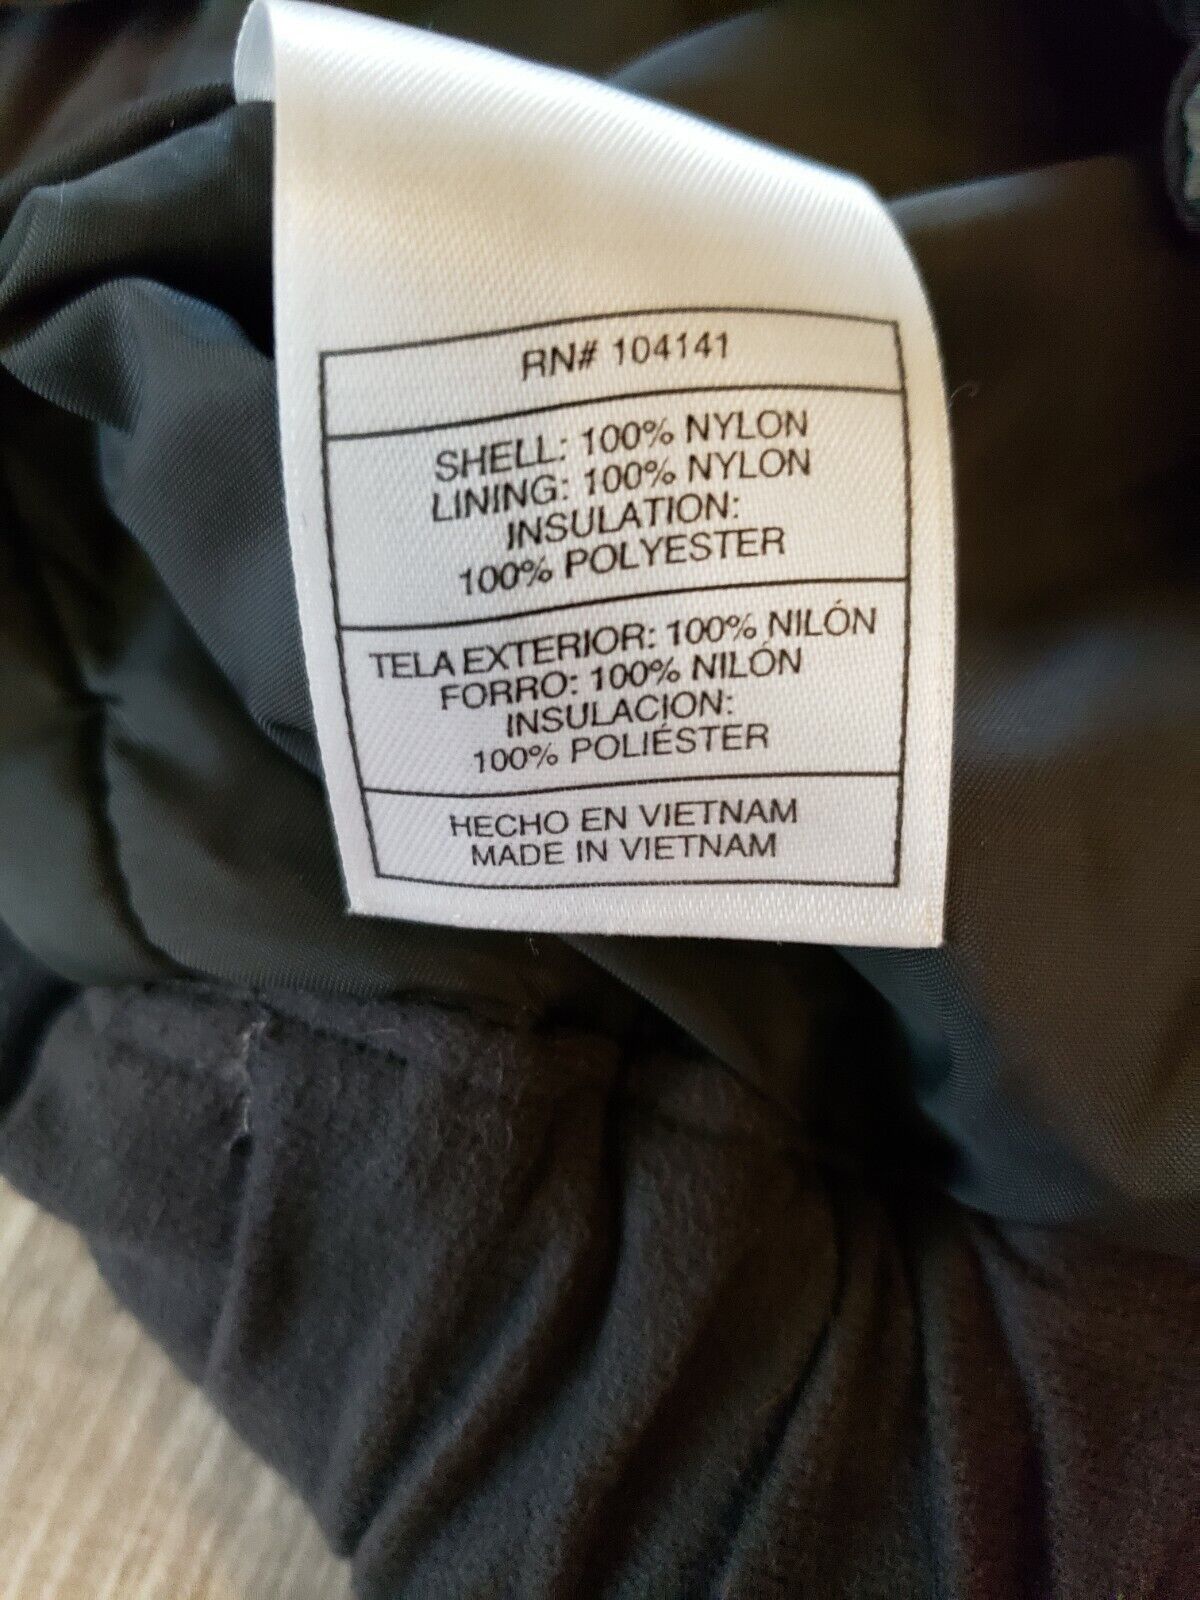 RN# 104141
SHELL: 100% NYLON
LINING: 100% NYLON
INSULATION:
100% POLYESTER
TELA EXTERIOR: 100% NILÓN
FORRO: 100% NILÓN
INSULACION:
100% POLIÉSTER
HECHO EN VIETNAM
MADE IN VIETNAM